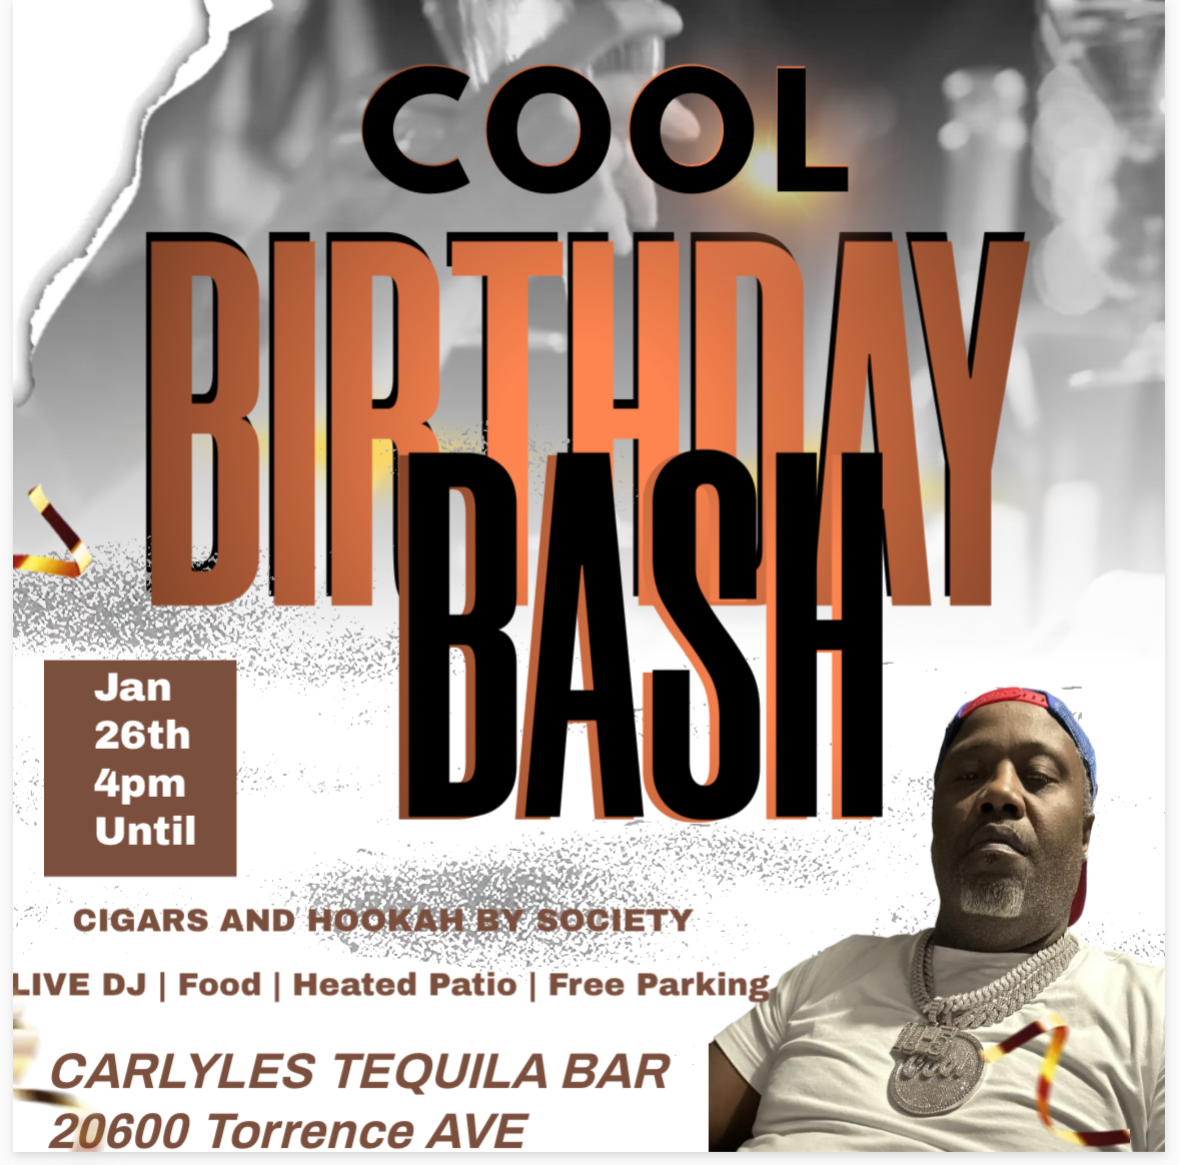 COOL
BIRTHDAY
BASH
Jan
26th
4pm
Until
CIGARS AND HOOKAH BY SOCIETY
LIVE DJ | Food | Heated Patio | Free Parking
CARLYLES TEQUILA BAR
20600 Torrence AVE